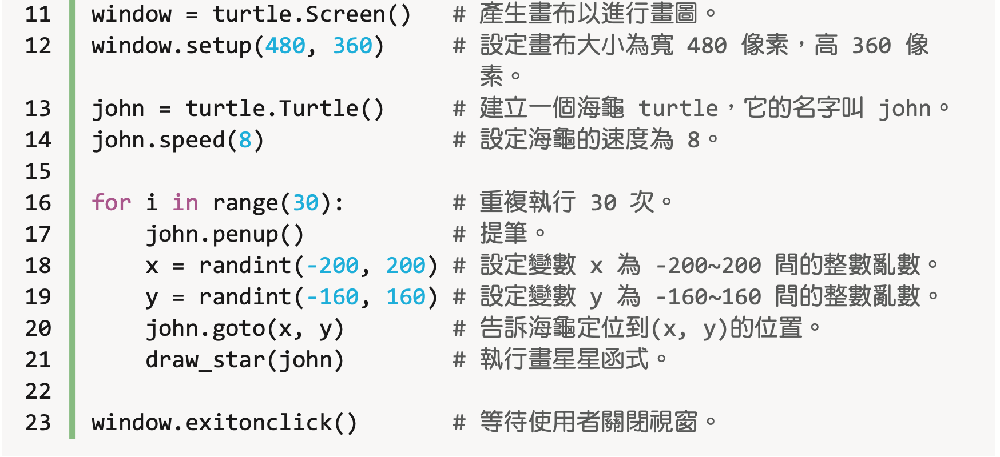 11 window = turtle.Screen() # 產生畫布以進行畫圖。
12 window.setup(480, 360) # 設定畫布大小為寬 480 像素，高 360 像
素。
13 john = turtle.Turtle() # 建立一個海龜 turtle，它的名字叫 john。
14 john.speed(8) # 設定海龜的速度為 8。
15
16 for i in range(30): # 重複執行 30 次。
17 john.penup() # 提筆。
18 x = randint(-200, 200) # 設定變數 x 為 -200~200 間的整數亂數。
19 y = randint(-160, 160) # 設定變數 y 為 -160~160 間的整數亂數。
20 john.goto(x, y) # 告訴海龜定位到(x, y)的位置。
21 draw_star(john) # 執行畫星星函式。
22
23 window.exitonclick() # 等待使用者關閉視窗。